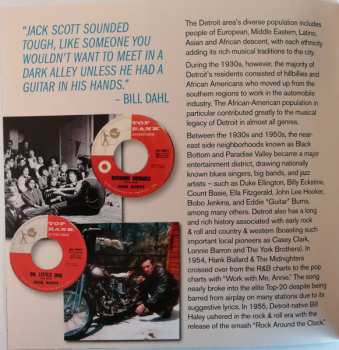 "JACK SCOTT SOUNDED
TOUGH, LIKE SOMEONE YOU
WOULDN'T WANT TO MEET IN A
DARK ALLEY UNLESS HE HAD A
GUITAR IN HIS HANDS."
– BILL DAHL
TOP
RANK
BURNING BRIDGES
JACK SCOTT
TOP
RANK
OH, LITTLE ONE
JACK SCOTT
The Detroit area's diverse population includes
people of European, Middle Eastern, Latino,
Asian and African descent, with each ethnicity
adding its rich musical traditions to the city.
During the 1930s, however, the majority of
Detroit's residents consisted of hillbillies and
African Americans who moved up from the
southern regions to work in the automobile
industry. The African-American population in
particular contributed greatly to the musical
legacy of Detroit in almost all genres.
Between the 1930s and 1950s, the near-
east side neighborhoods known as Black
Bottom and Paradise Valley became a major
entertainment district, drawing nationally
known blues singers, big bands, and jazz
artists – such as Duke Ellington, Billy Eckstine,
Count Basie, Ella Fitzgerald, John Lee Hooker,
Bobo Jenkins, and Eddie "Guitar" Burns,
among many others. Detroit also has a long
and rich history associated with early rock
& roll and country & western (boasting such
important local pioneers as Casey Clark,
Lonnie Barron and The York Brothers). In
1954, Hank Ballard & The Midnighters
crossed over from the R&B charts to the pop
charts with "Work with Me, Annie." The song
nearly broke into the elite Top-20 despite being
barred from airplay on many stations due to its
suggestive lyrics. In 1955, Detroit-native Bill
Haley ushered in the rock & roll era with the
release of the smash "Rock Around the Clock"